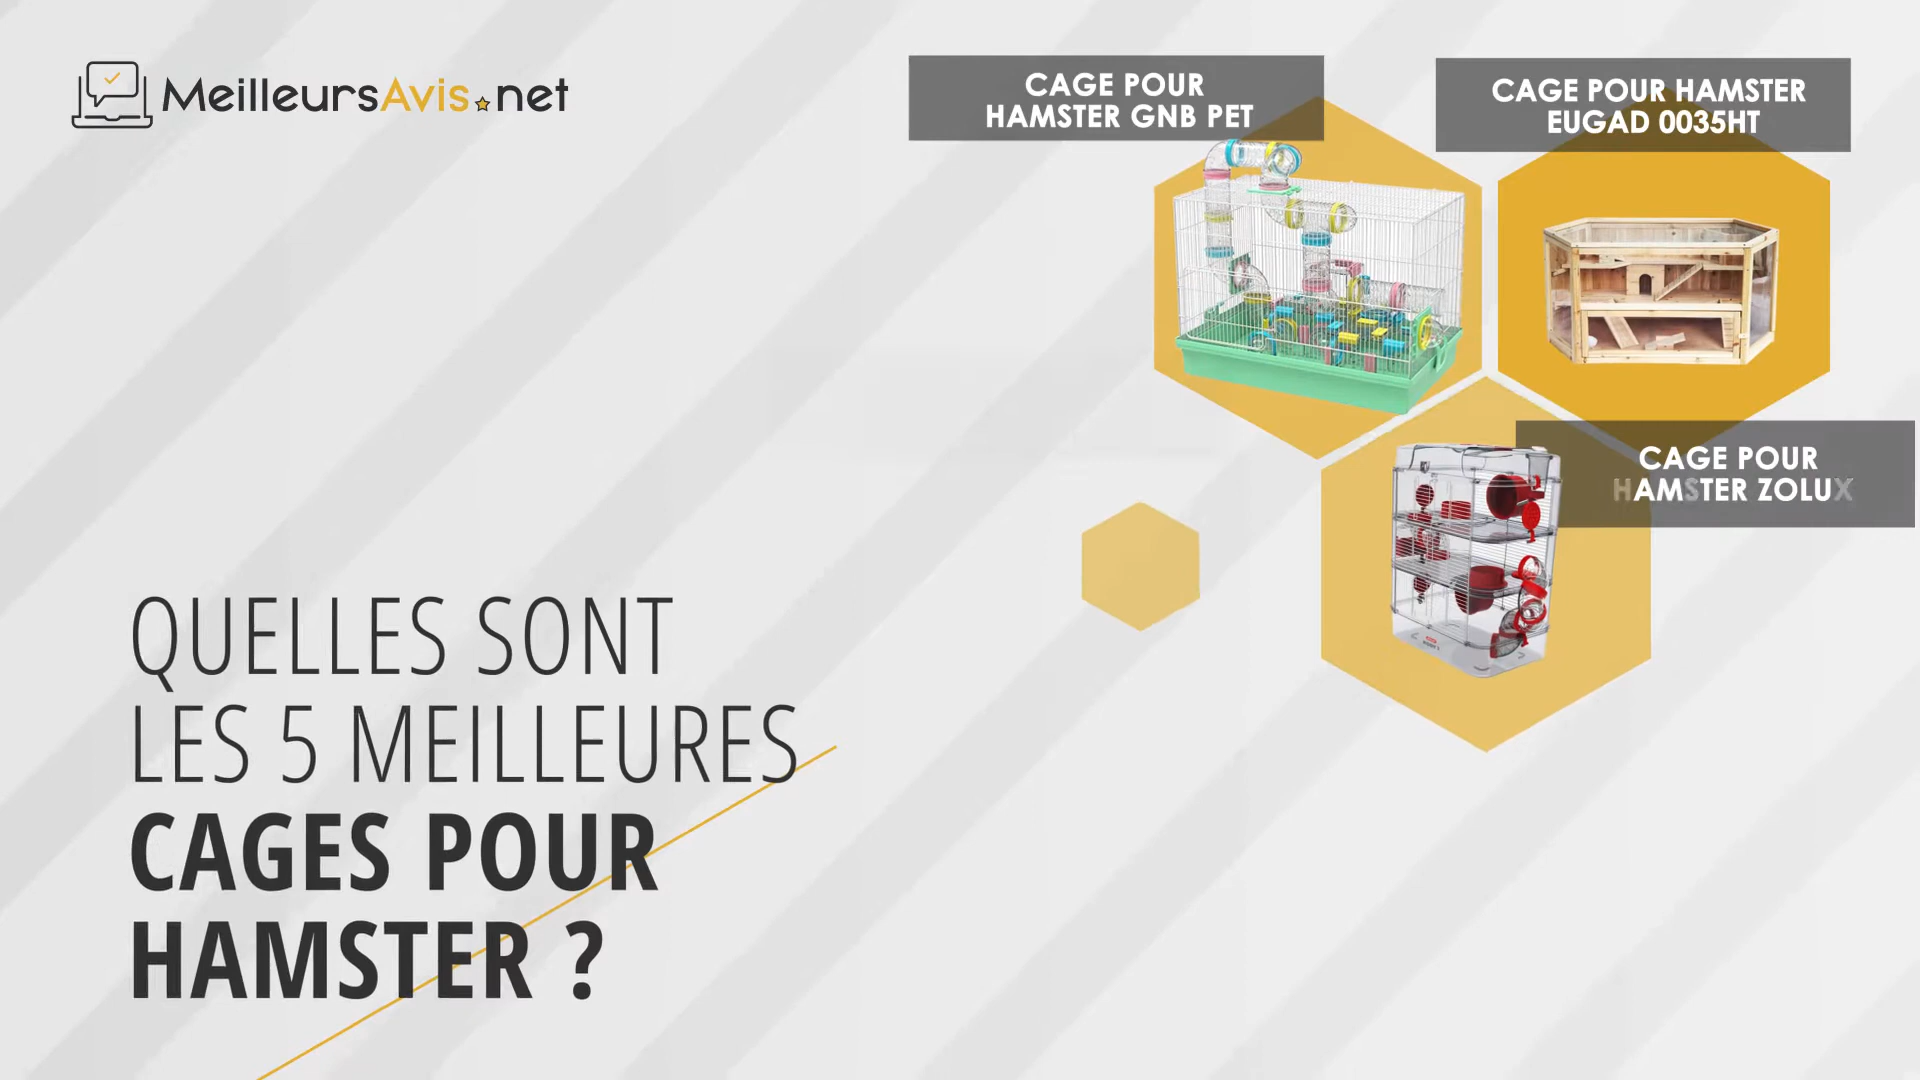 MeilleursAvis.net
CAGE POUR
HAMSTER GNB PET
CAGE POUR HAMSTER
EUGAD 0035HT
CAGE POUR
HAMSTER ZOLUX
QUELLES SONT
LES 5 MEILLEURES
CAGES POUR
HAMSTER ?